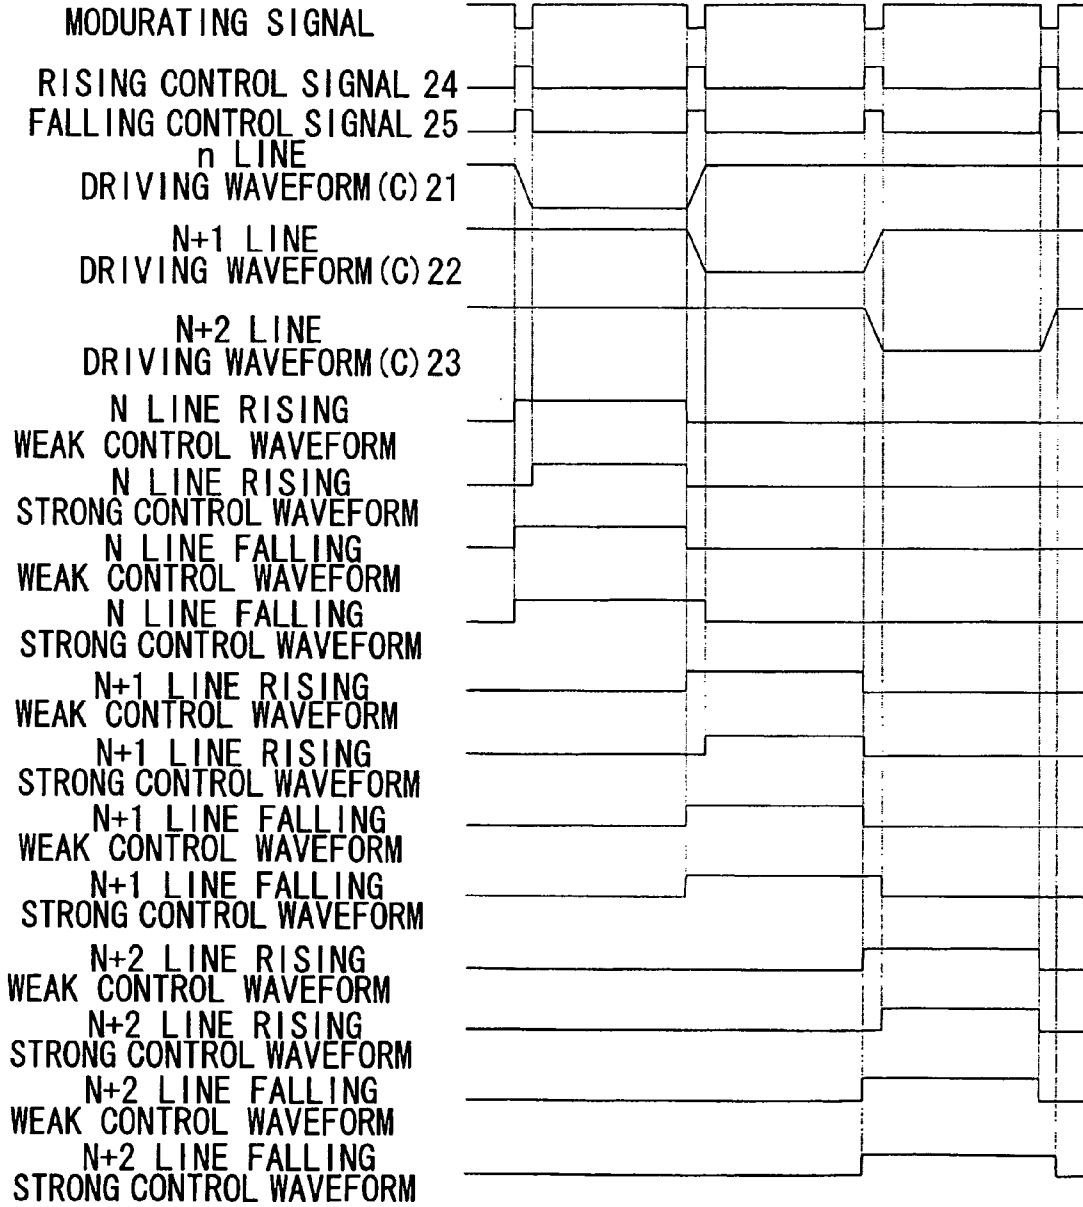 MODURATING SIGNAL
RISING CONTROL SIGNAL 24
FALLING CONTROL SIGNAL 25
n LINE
DRIVING WAVEFORM(C)21
N+1 LINE
DRIVING WAVEFORM(C)22
N+2 LINE
DRIVING WAVEFORM(C)23
N LINE RISING
WEAK CONTROL WAVEFORM
N LINE RISING
STRONG CONTROL WAVEFORM
N LINE FALLING
WEAK CONTROL WAVEFORM
N LINE FALLING
STRONG CONTROL WAVEFORM
N+1 LINE RISING
WEAK CONTROL WAVEFORM
N+1 LINE RISING
STRONG CONTROL WAVEFORM
N+1 LINE FALLING
WEAK CONTROL WAVEFORM
N+1 LINE FALLING
STRONG CONTROL WAVEFORM
N+2 LINE RISING
WEAK CONTROL WAVEFORM
N+2 LINE RISING
STRONG CONTROL WAVEFORM
N+2 LINE FALLING
WEAK CONTROL WAVEFORM
N+2 LINE FALLING
STRONG CONTROL WAVEFORM